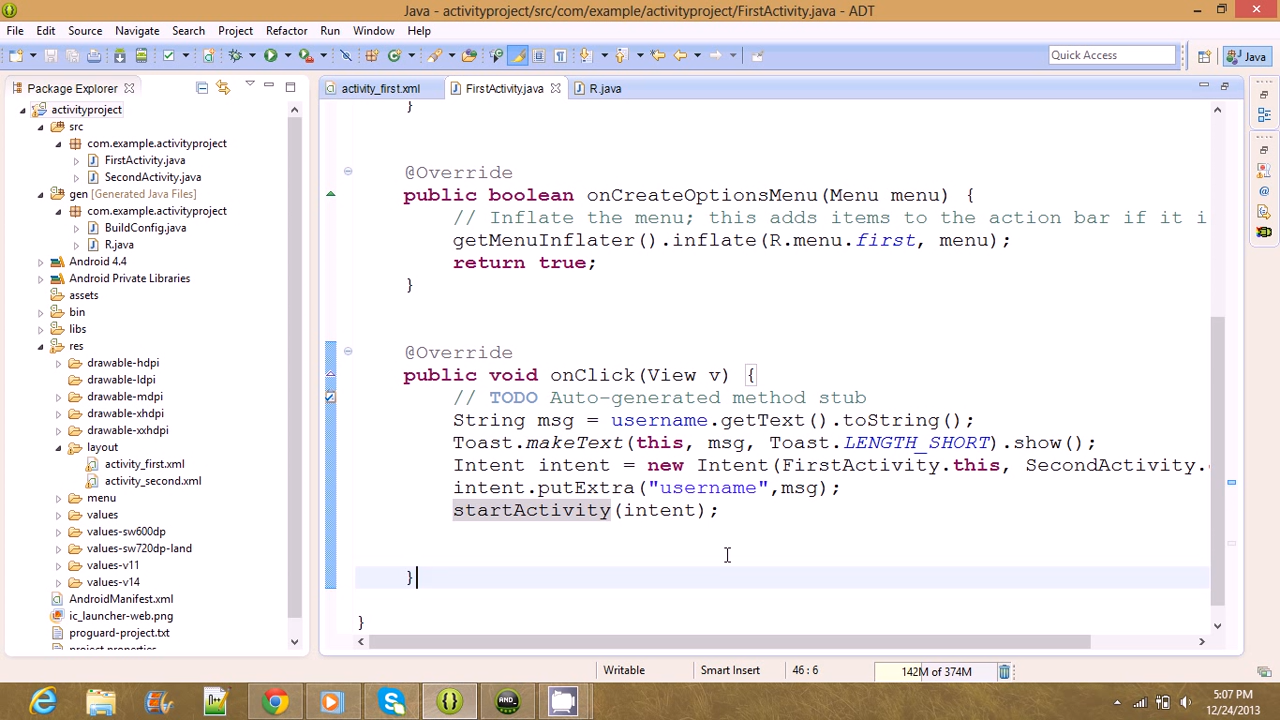 Java - activityproject/src/com/example/activityproject/FirstActivity.java - ADT
File Edit Source Navigate Search Project Refactor Run Window Help
Quick Access
Java
Package Explorer
activityproject
src
com.example.activityproject
FirstActivity.java
SecondActivity.java
gen [Generated Java Files]
com.example.activityproject
BuildConfig.java
R.java
Android 4.4
Android Private Libraries
assets
bin
libs
res
drawable-hdpi
drawable-ldpi
drawable-mdpi
drawable-xhdpi
drawable-xxhdpi
layout
activity_first.xml
activity_second.xml
menu
values
values-sw600dp
values-sw720dp-land
values-v11
values-v14
AndroidManifest.xml
ic_launcher-web.png
proguard-project.txt
project.properties
activity_first.xml FirstActivity.java R.java
}
@Override
public boolean onCreateOptionsMenu(Menu menu) {
// Inflate the menu; this adds items to the action bar if it i
getMenuInflater().inflate(R.menu.first, menu);
return true;
}
@Override
public void onClick(View v) {
// TODO Auto-generated method stub
String msg = username.getText().toString();
Toast.makeText(this, msg, Toast.LENGTH_SHORT).show();
Intent intent = new Intent(FirstActivity.this, SecondActivity.
intent.putExtra("username",msg);
startActivity(intent);
}
}
Writable Smart Insert 46 : 6 142M of 374M
5:07 PM
12/24/2013